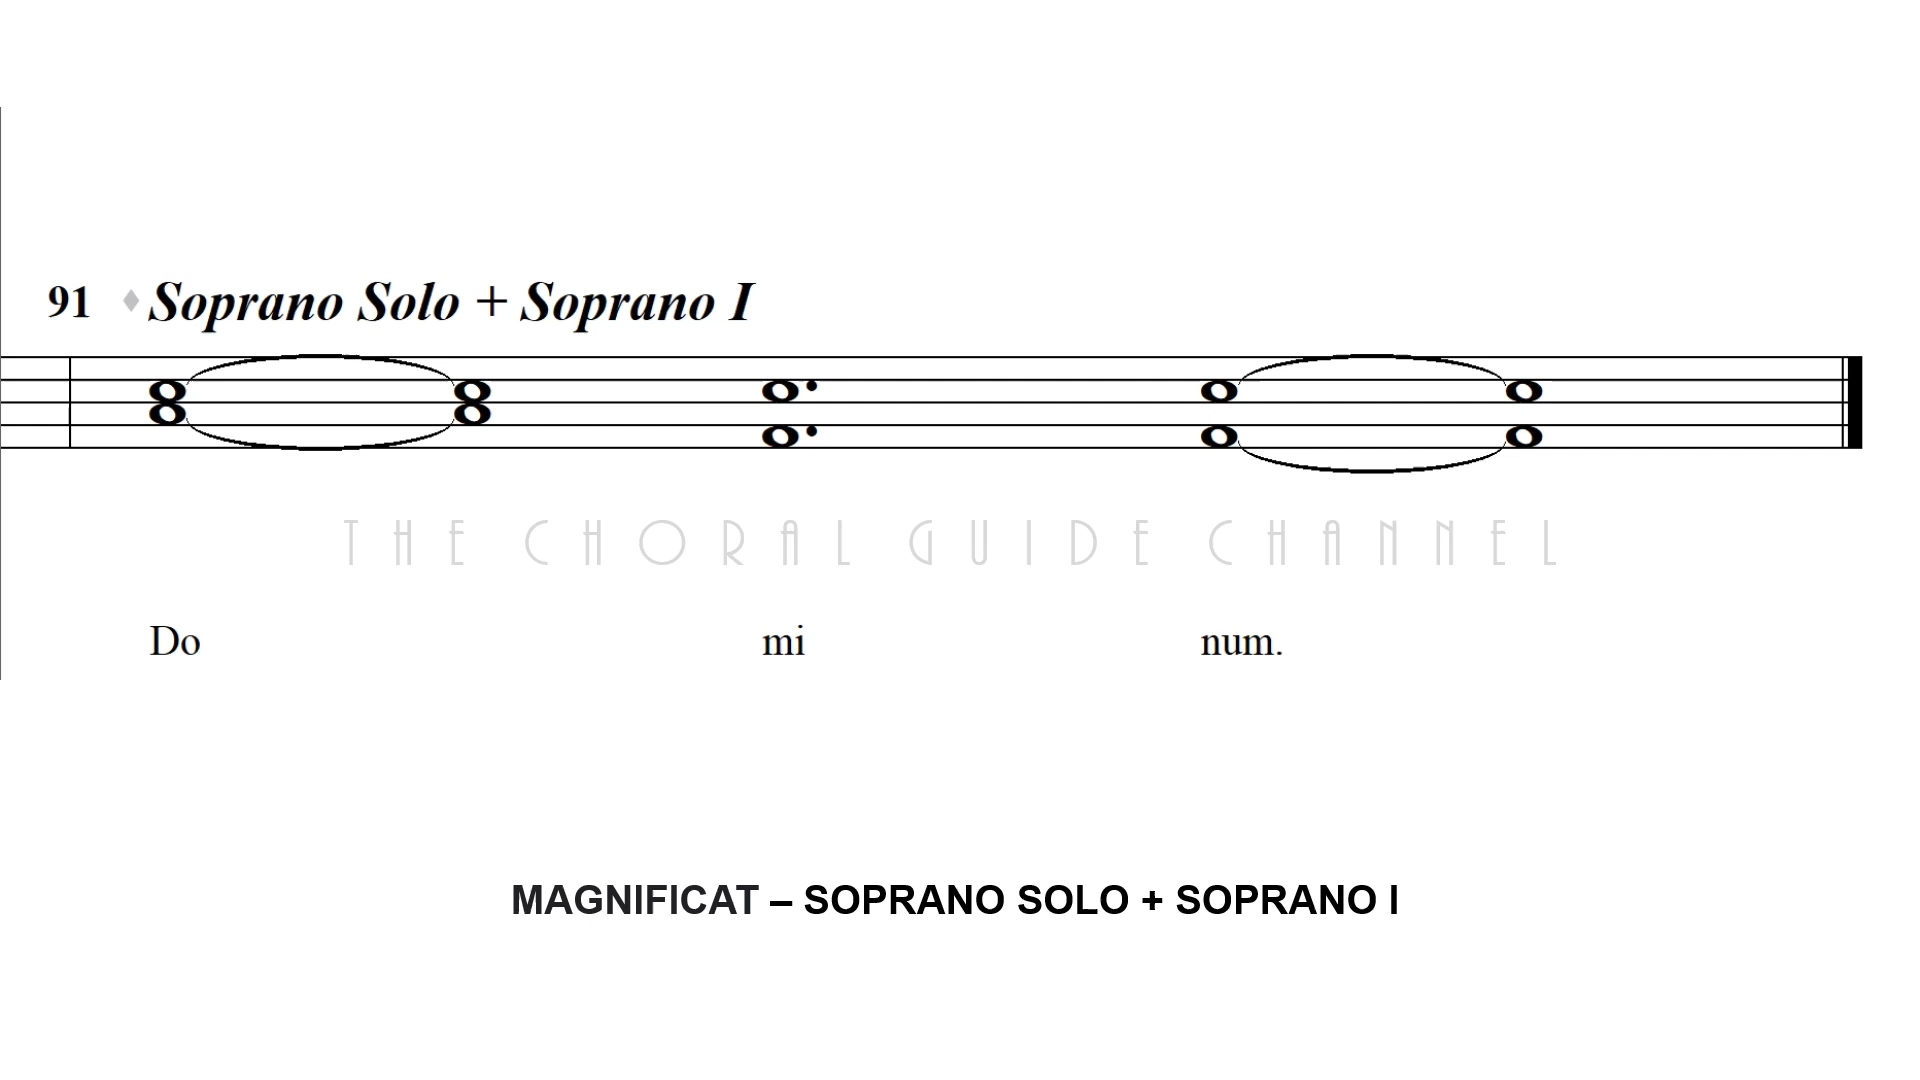 91 Soprano Solo + Soprano I
THE CHORAL GUIDE CHANNEL
Do mi num.
MAGNIFICAT – SOPRANO SOLO + SOPRANO I